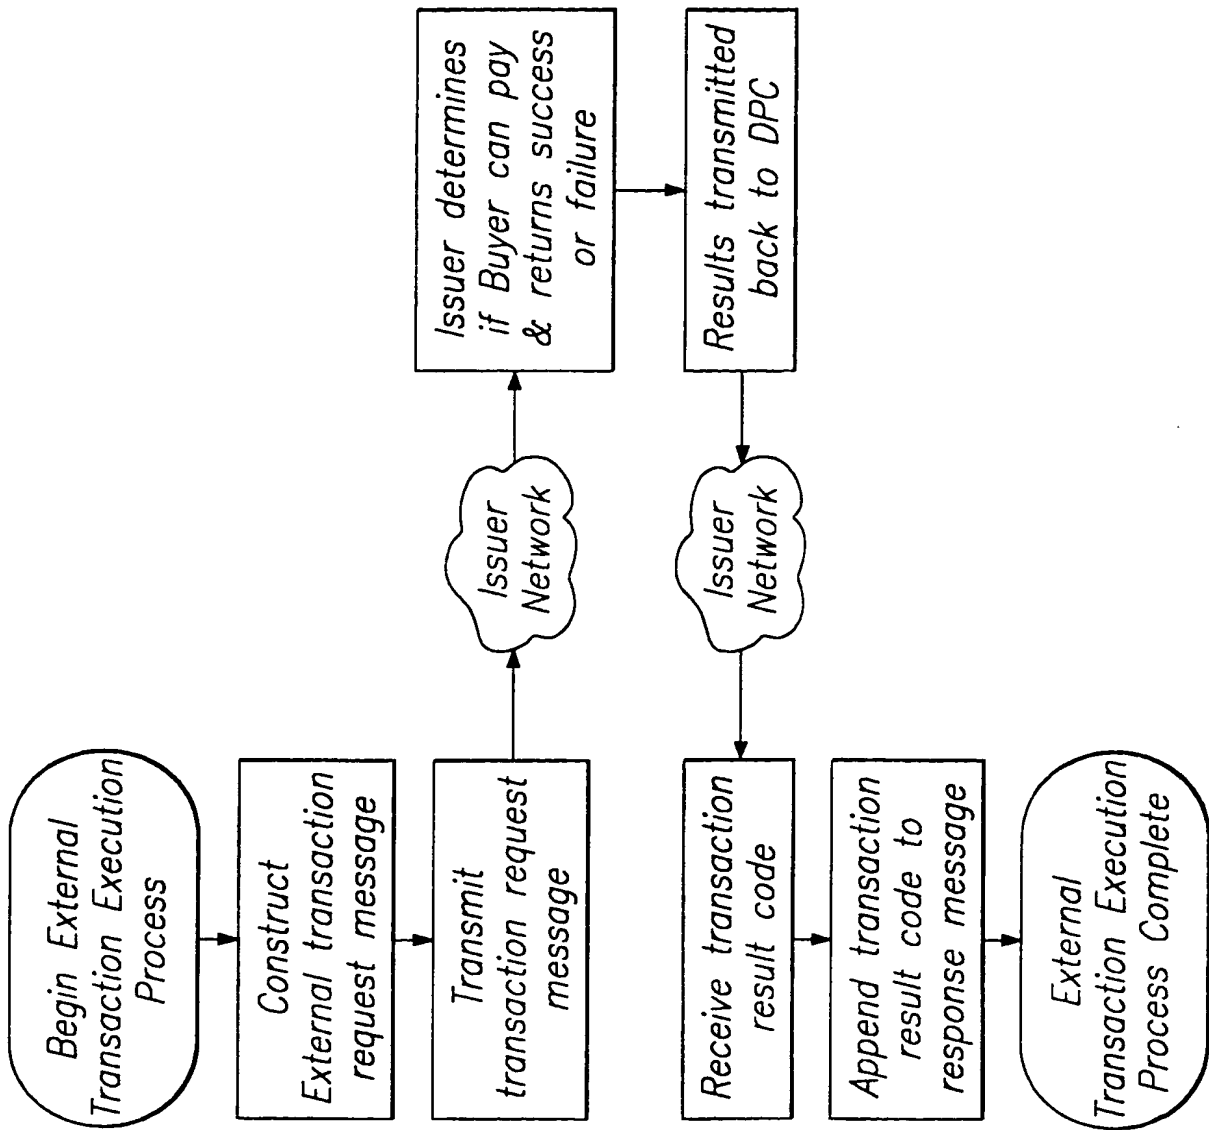 Begin External
Transaction Execution
Process
Construct
External transaction
request message
Transmit
transaction request
message
Issuer
Network
Issuer determines
if Buyer can pay
& returns success
or failure
Results transmitted
back to DPC
Issuer
Network
Receive transaction
result code
Append transaction
result code to
response message
External
Transaction Execution
Process Complete